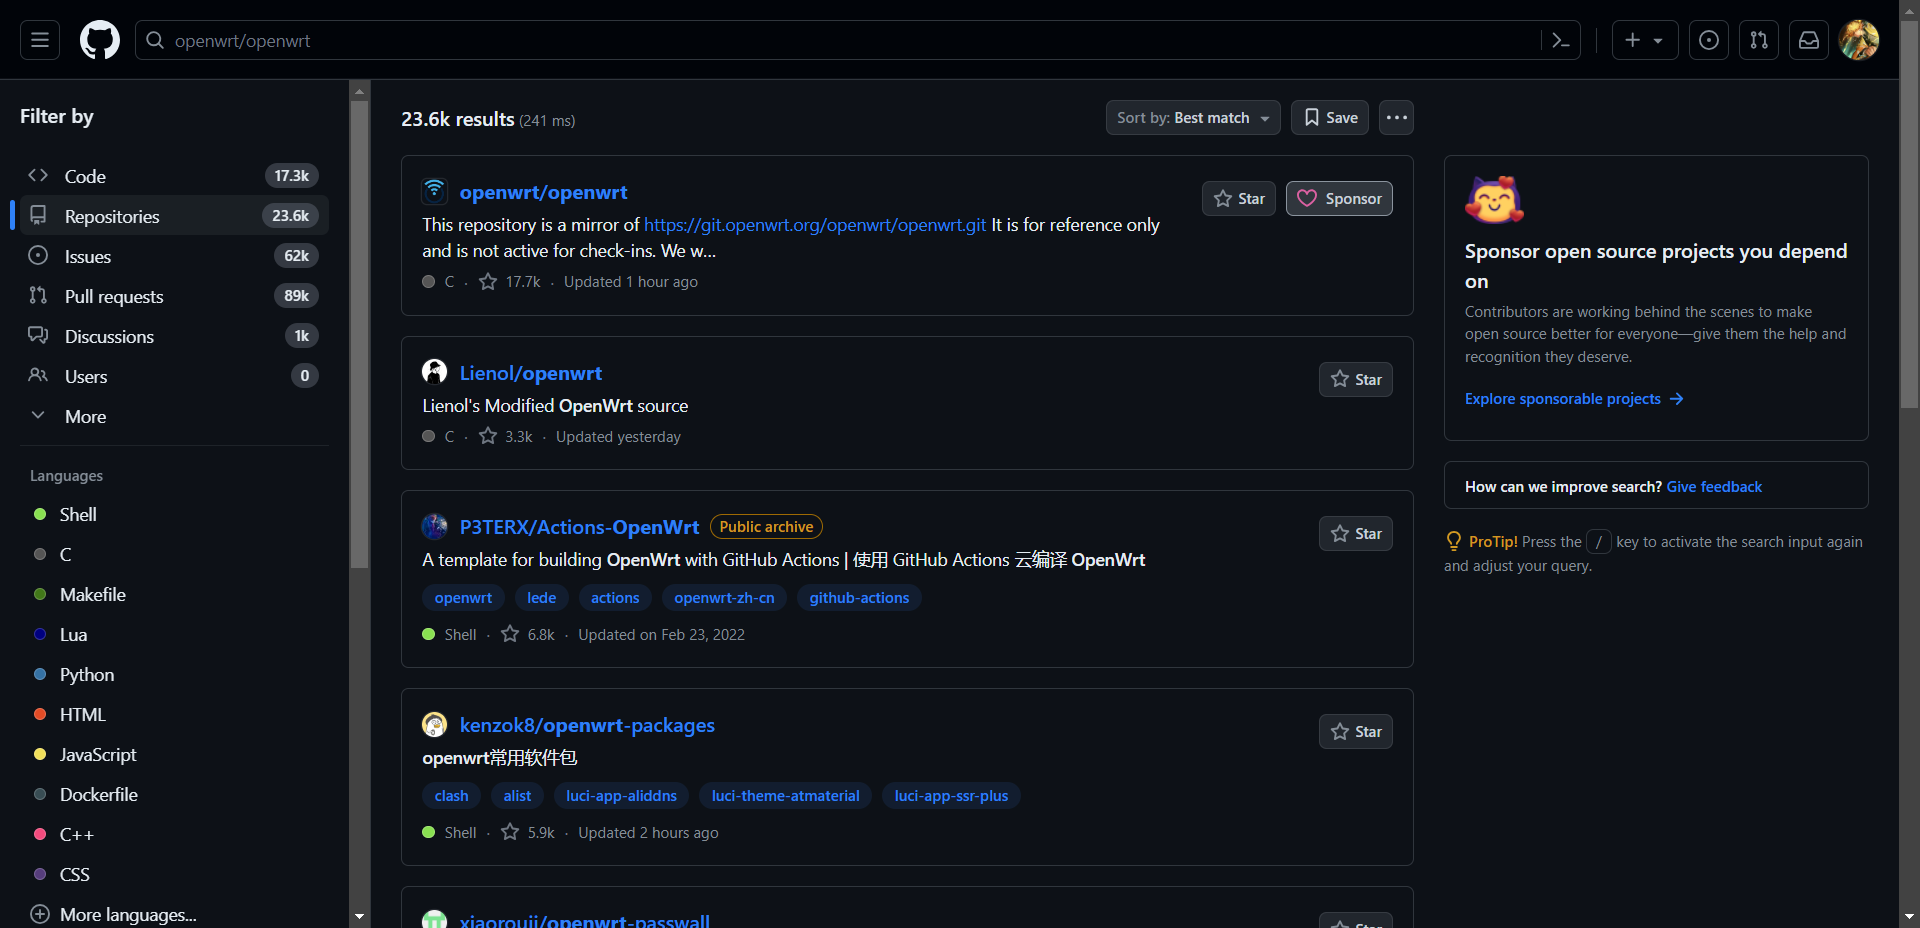 openwrt/openwrt
Filter by
Code 17.3k
Repositories 23.6k
Issues 62k
Pull requests 89k
Discussions 1k
Users 0
More
Languages
Shell
C
Makefile
Lua
Python
HTML
JavaScript
Dockerfile
C++
CSS
More languages...
23.6k results (241 ms)
Sort by: Best match
Save
openwrt/openwrt
Star
Sponsor
This repository is a mirror of https://git.openwrt.org/openwrt/openwrt.git It is for reference only
and is not active for check-ins. We w...
C · 17.7k · Updated 1 hour ago
Lienol/openwrt
Star
Lienol's Modified OpenWrt source
C · 3.3k · Updated yesterday
P3TERX/Actions-OpenWrt Public archive
Star
A template for building OpenWrt with GitHub Actions | 使用 GitHub Actions 云编译 OpenWrt
openwrt lede actions openwrt-zh-cn github-actions
Shell · 6.8k · Updated on Feb 23, 2022
kenzok8/openwrt-packages
Star
openwrt常用软件包
clash alist luci-app-aliddns luci-theme-atmaterial luci-app-ssr-plus
Shell · 5.9k · Updated 2 hours ago
xiaorouji/openwrt-passwall
Star
Sponsor open source projects you depend
on
Contributors are working behind the scenes to make
open source better for everyone—give them the help and
recognition they deserve.
Explore sponsorable projects →
How can we improve search? Give feedback
ProTip! Press the / key to activate the search input again
and adjust your query.